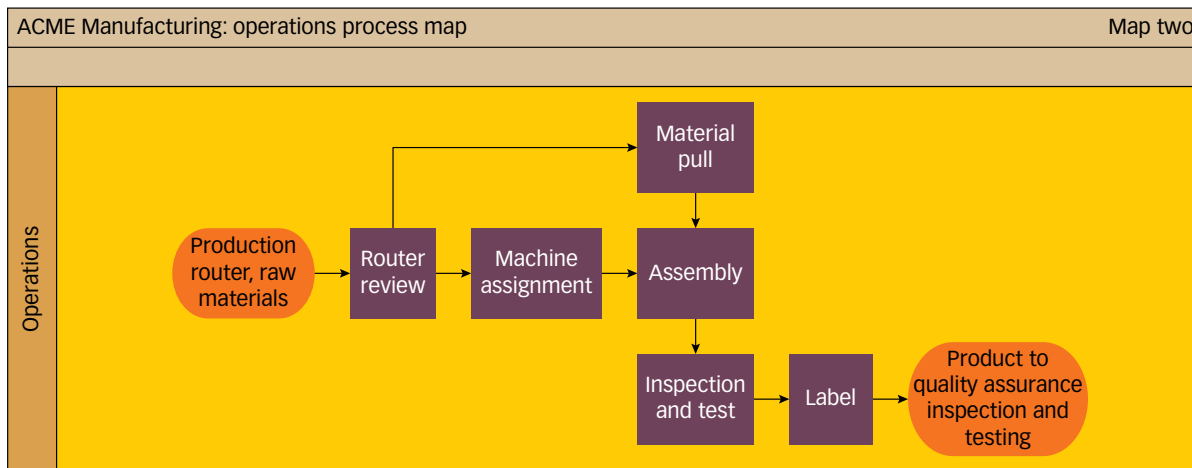 ACME Manufacturing: operations process map
Map two
Operations
Material
pull
Production
router, raw
materials
Router
review
Machine
assignment
Assembly
Inspection
and test
Label
Product to
quality assurance
inspection and
testing